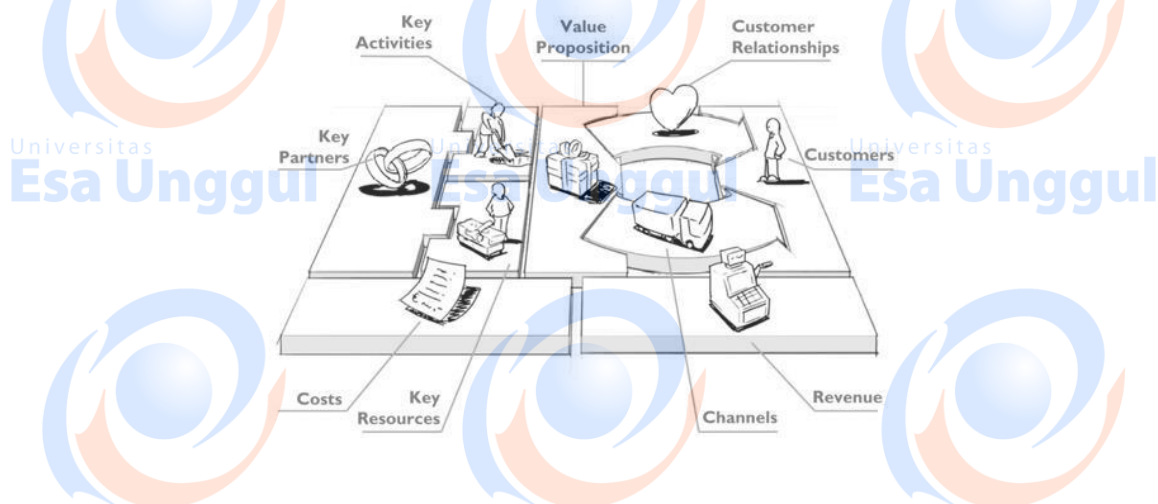 Key
Activities
Value
Proposition
Customer
Relationships
Key
Partners
Customers
Universitas
Esa Unggul
Universitas
Esa Unggul
Universitas
Esa Unggul
Costs
Key
Resources
Channels
Revenue